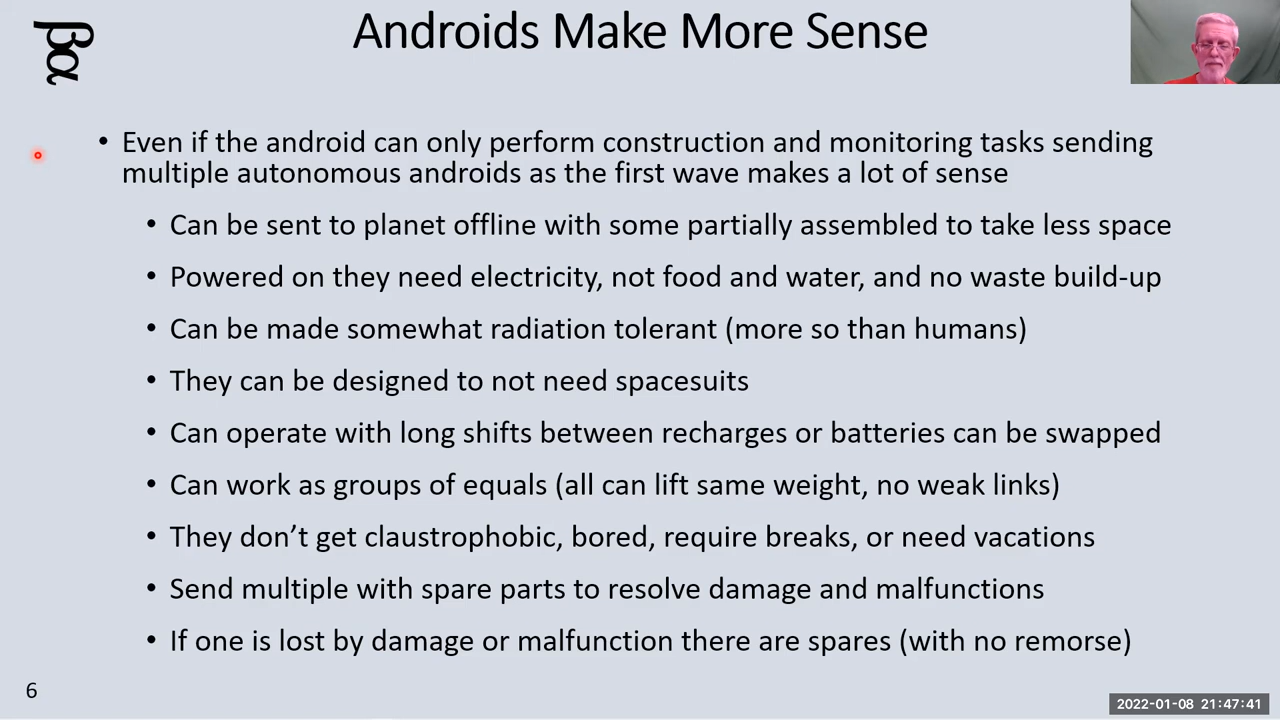 βα
Androids Make More Sense
• Even if the android can only perform construction and monitoring tasks sending
multiple autonomous androids as the first wave makes a lot of sense
• Can be sent to planet offline with some partially assembled to take less space
• Powered on they need electricity, not food and water, and no waste build-up
• Can be made somewhat radiation tolerant (more so than humans)
• They can be designed to not need spacesuits
• Can operate with long shifts between recharges or batteries can be swapped
• Can work as groups of equals (all can lift same weight, no weak links)
• They don’t get claustrophobic, bored, require breaks, or need vacations
• Send multiple with spare parts to resolve damage and malfunctions
• If one is lost by damage or malfunction there are spares (with no remorse)
6
2022-01-08 21:47:41